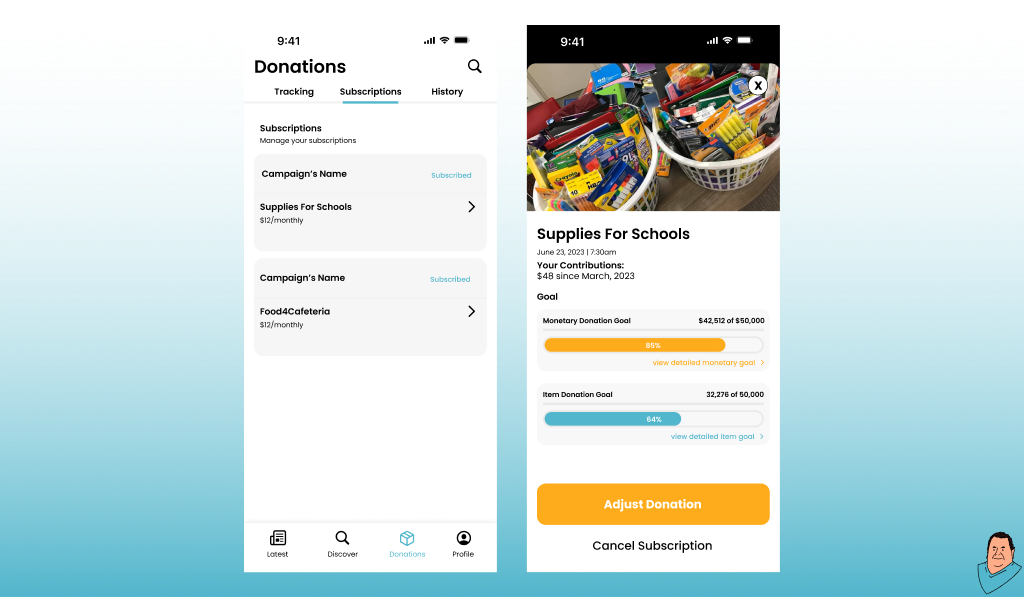 9:41
Donations
Tracking Subscriptions History
Subscriptions
Manage your subscriptions
Campaign's Name Subscribed
Supplies For Schools
$12/monthly
Campaign's Name Subscribed
Food4Cafeteria
$12/monthly
Latest Discover Donations Profile
9:41
X
Crayola
Supplies For Schools
June 23, 2023 | 7:30am
Your Contributions:
$48 since March, 2023
Goal
Monetary Donation Goal $42,512 of $50,000
85%
view detailed monetary goal >
Item Donation Goal 32,276 of 50,000
64%
view detailed item goal >
Adjust Donation
Cancel Subscription